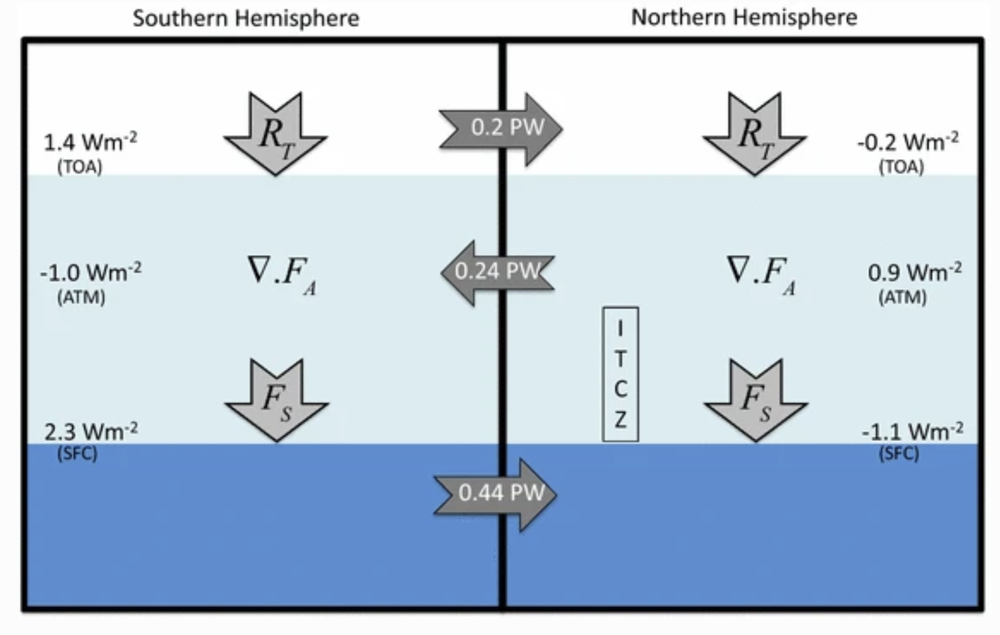 Southern Hemisphere
Northern Hemisphere
R_T
0.2 PW
R_T
1.4 Wm⁻²
(TOA)
-0.2 Wm⁻²
(TOA)
-1.0 Wm⁻²
(ATM)
∇.F_A
0.24 PW
∇.F_A
0.9 Wm⁻²
(ATM)
I
T
C
Z
F_S
F_S
2.3 Wm⁻²
(SFC)
-1.1 Wm⁻²
(SFC)
0.44 PW